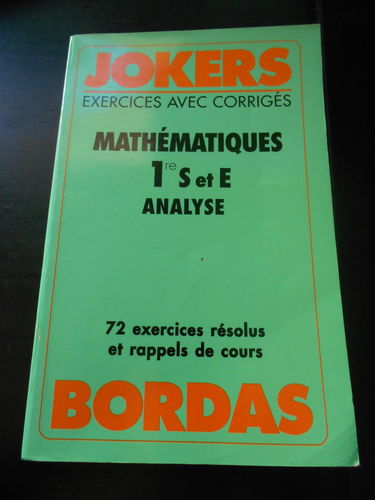 JOKERS
EXERCICES AVEC CORRIGÉS
MATHÉMATIQUES
1re S et E
ANALYSE
72 exercices résolus
et rappels de cours
BORDAS